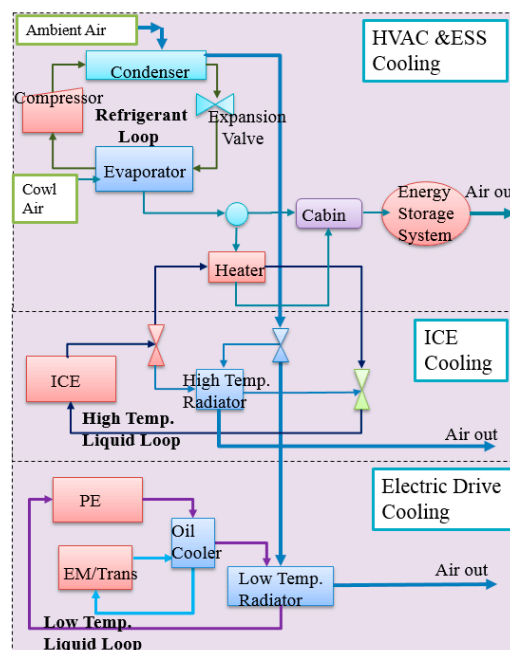 Ambient Air
HVAC &ESS
Cooling
Condenser
Compressor
Refrigerant
Loop
Expansion
Valve
Evaporator
Cowl
Air
Cabin
Energy
Storage
System
Air out
Heater
ICE
Cooling
ICE
High Temp.
Radiator
High Temp.
Liquid Loop
Air out
Electric Drive
Cooling
PE
Oil
Cooler
EM/Trans
Low Temp.
Radiator
Air out
Low Temp.
Liquid Loop